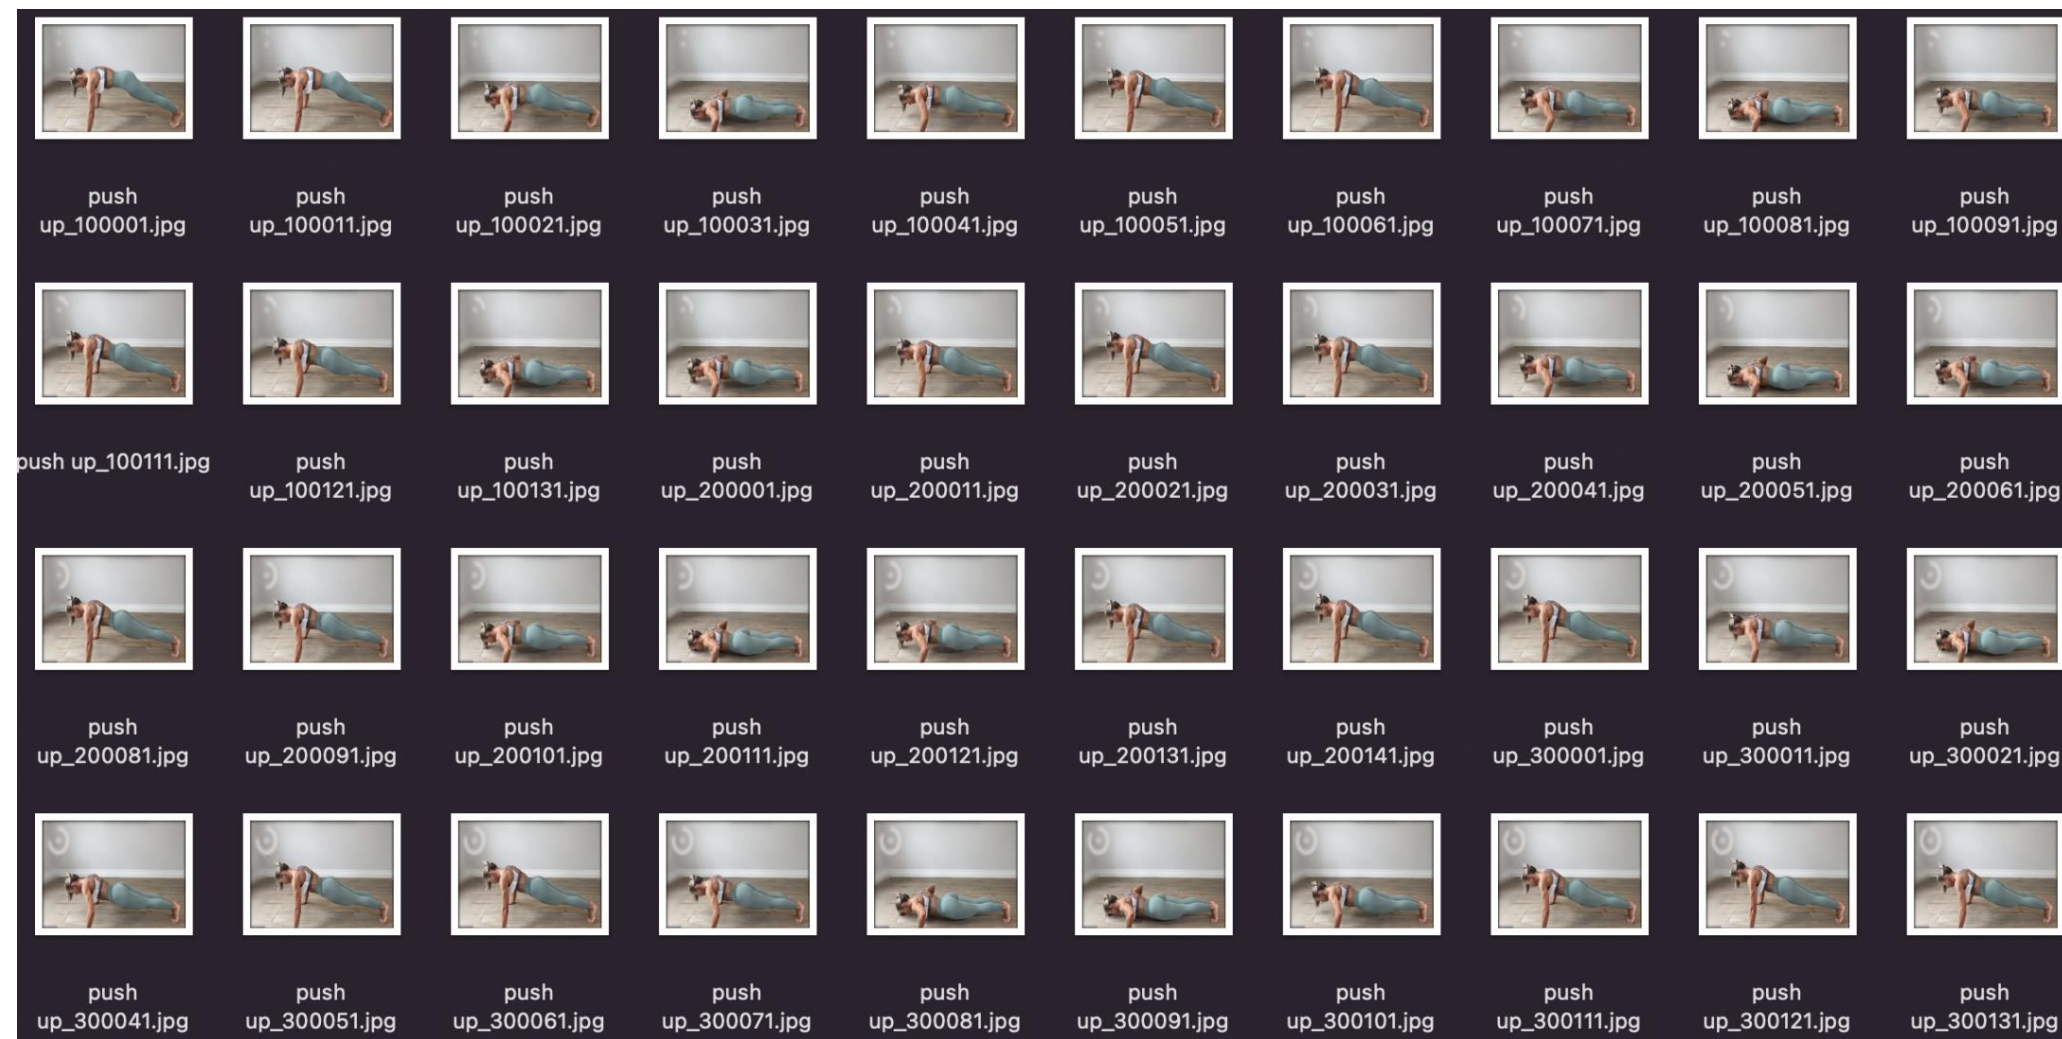 push
up_100001.jpg
push
up_100011.jpg
push
up_100021.jpg
push
up_100031.jpg
push
up_100041.jpg
push
up_100051.jpg
push
up_100061.jpg
push
up_100071.jpg
push
up_100081.jpg
push
up_100091.jpg
push up_100111.jpg
push
up_100121.jpg
push
up_100131.jpg
push
up_200001.jpg
push
up_200011.jpg
push
up_200021.jpg
push
up_200031.jpg
push
up_200041.jpg
push
up_200051.jpg
push
up_200061.jpg
push
up_200081.jpg
push
up_200091.jpg
push
up_200101.jpg
push
up_200111.jpg
push
up_200121.jpg
push
up_200131.jpg
push
up_200141.jpg
push
up_300001.jpg
push
up_300011.jpg
push
up_300021.jpg
push
up_300041.jpg
push
up_300051.jpg
push
up_300061.jpg
push
up_300071.jpg
push
up_300081.jpg
push
up_300091.jpg
push
up_300101.jpg
push
up_300111.jpg
push
up_300121.jpg
push
up_300131.jpg